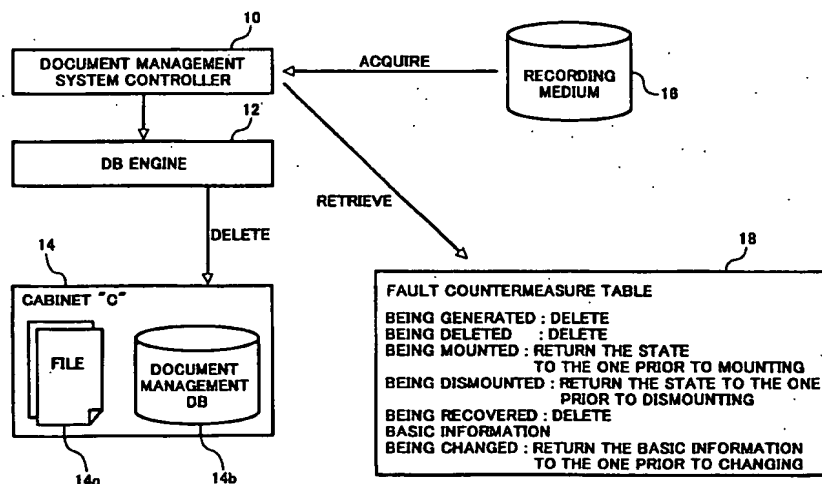 10
DOCUMENT MANAGEMENT
SYSTEM CONTROLLER
ACQUIRE
RECORDING
MEDIUM
16
12
DB ENGINE
RETRIEVE
DELETE
14
18
CABINET "C"
FILE
DOCUMENT
MANAGEMENT
DB
14a
14b
FAULT COUNTERMEASURE TABLE
BEING GENERATED : DELETE
BEING DELETED : DELETE
BEING MOUNTED : RETURN THE STATE
TO THE ONE PRIOR TO MOUNTING
BEING DISMOUNTED : RETURN THE STATE TO THE ONE
PRIOR TO DISMOUNTING
BEING RECOVERED : DELETE
BASIC INFORMATION
BEING CHANGED : RETURN THE BASIC INFORMATION
TO THE ONE PRIOR TO CHANGING